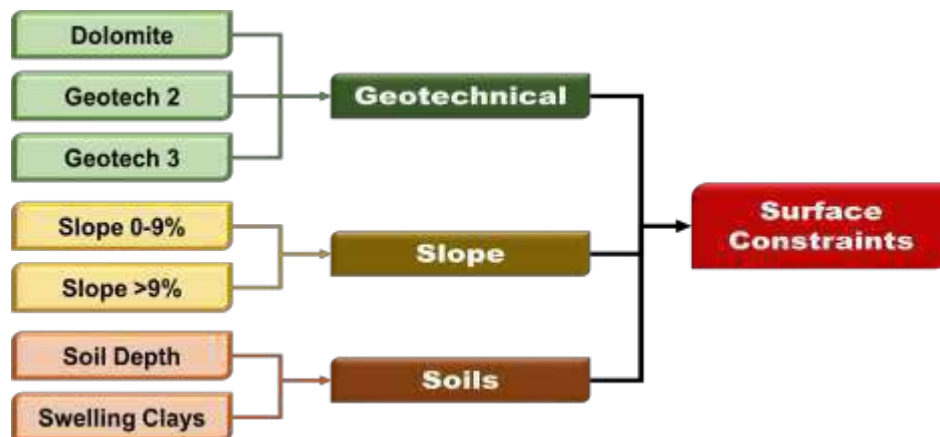 Dolomite
Geotech 2
Geotech 3
Geotechnical
Slope 0-9%
Slope >9%
Slope
Soil Depth
Swelling Clays
Soils
Surface
Constraints